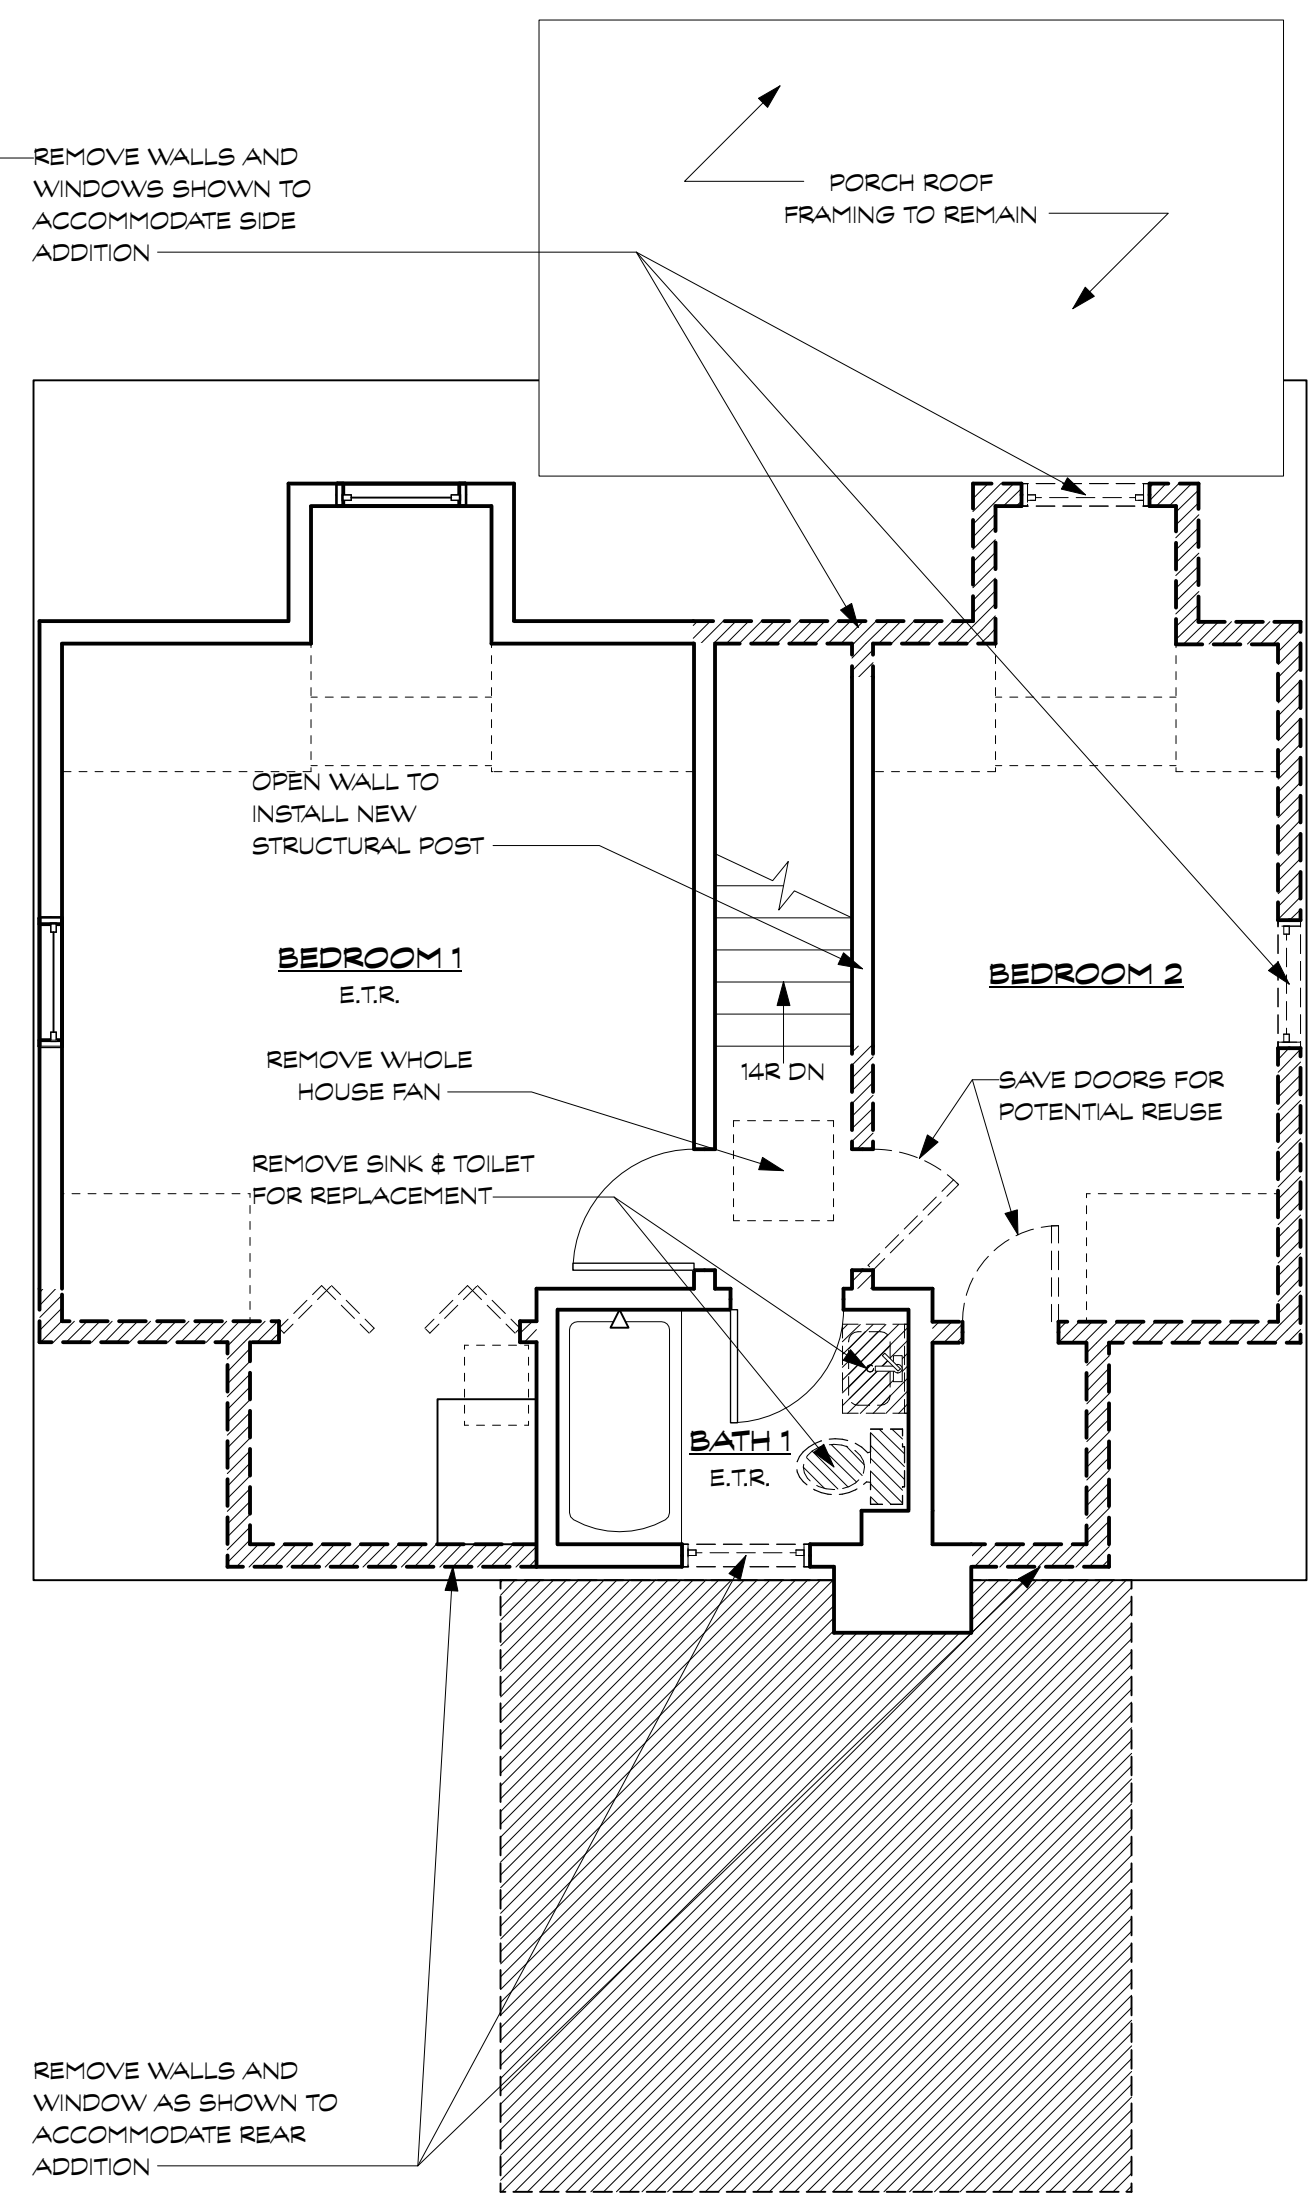 REMOVE WALLS AND
WINDOWS SHOWN TO
ACCOMMODATE SIDE
ADDITION
PORCH ROOF
FRAMING TO REMAIN
OPEN WALL TO
INSTALL NEW
STRUCTURAL POST
BEDROOM 1
E.T.R.
BEDROOM 2
REMOVE WHOLE
HOUSE FAN
14R DN
SAVE DOORS FOR
POTENTIAL REUSE
REMOVE SINK & TOILET
FOR REPLACEMENT
BATH 1
E.T.R.
REMOVE WALLS AND
WINDOW AS SHOWN TO
ACCOMMODATE REAR
ADDITION